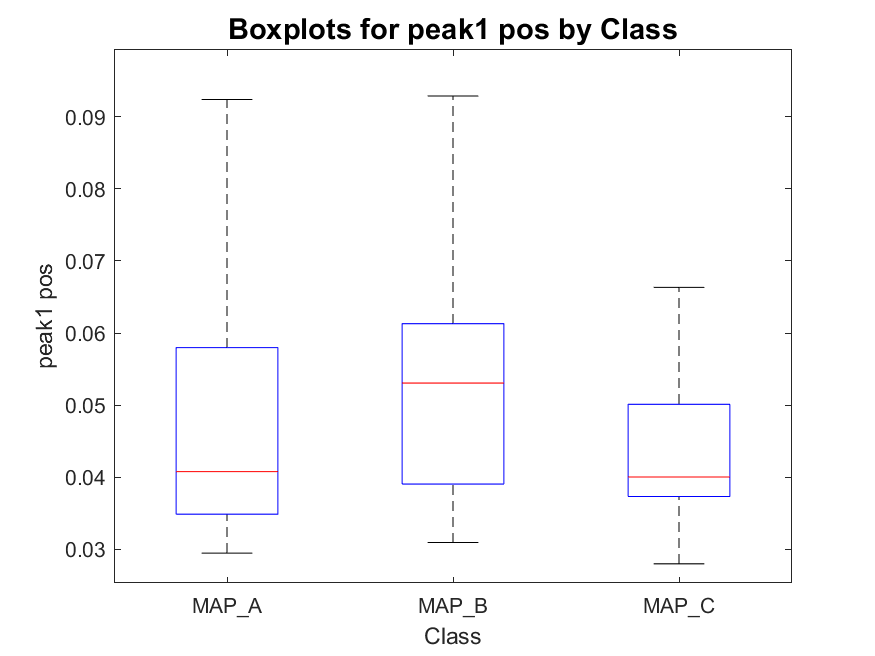 Boxplots for peak1 pos by Class
0.09
0.08
0.07
0.06
0.05
0.04
0.03
peak1 pos
MAP_A
MAP_B
MAP_C
Class